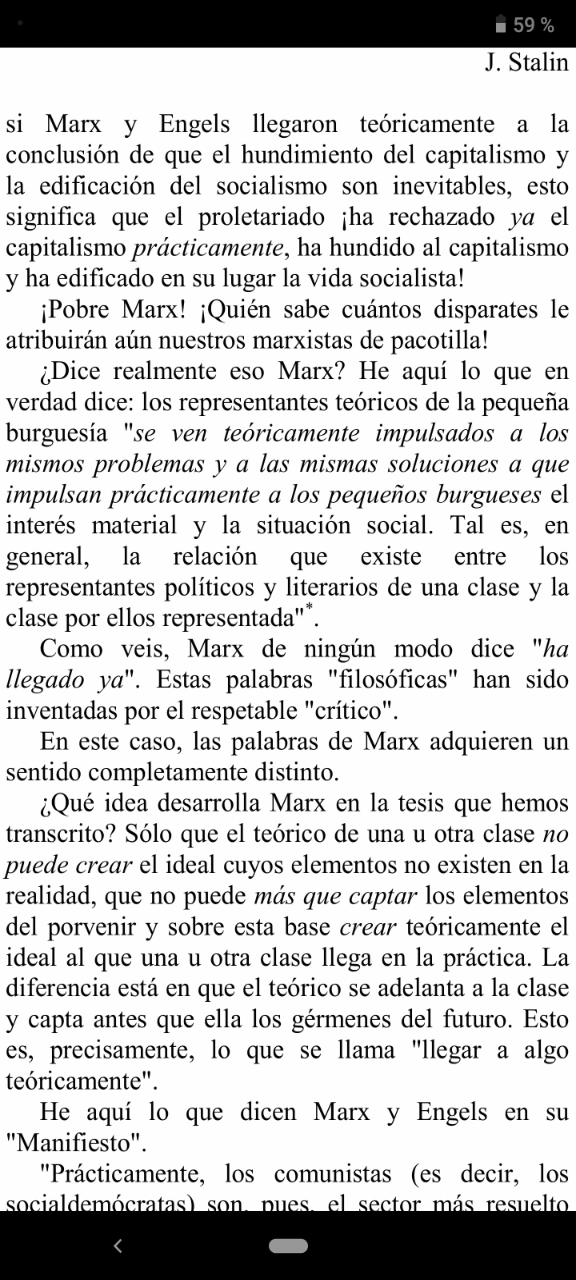 59 %
J. Stalin
si Marx y Engels llegaron teóricamente a la
conclusión de que el hundimiento del capitalismo y
la edificación del socialismo son inevitables, esto
significa que el proletariado ¡ha rechazado ya el
capitalismo prácticamente, ha hundido al capitalismo
y ha edificado en su lugar la vida socialista!
¡Pobre Marx! ¡Quién sabe cuántos disparates le
atribuirán aún nuestros marxistas de pacotilla!
¿Dice realmente eso Marx? He aquí lo que en
verdad dice: los representantes teóricos de la pequeña
burguesía "se ven teóricamente impulsados a los
mismos problemas y a las mismas soluciones a que
impulsan prácticamente a los pequeños burgueses el
interés material y la situación social. Tal es, en
general, la relación que existe entre los
representantes políticos y literarios de una clase y la
clase por ellos representada"*.
Como veis, Marx de ningún modo dice "ha
llegado ya". Estas palabras "filosóficas" han sido
inventadas por el respetable "crítico".
En este caso, las palabras de Marx adquieren un
sentido completamente distinto.
¿Qué idea desarrolla Marx en la tesis que hemos
transcrito? Sólo que el teórico de una u otra clase no
puede crear el ideal cuyos elementos no existen en la
realidad, que no puede más que captar los elementos
del porvenir y sobre esta base crear teóricamente el
ideal al que una u otra clase llega en la práctica. La
diferencia está en que el teórico se adelanta a la clase
y capta antes que ella los gérmenes del futuro. Esto
es, precisamente, lo que se llama "llegar a algo
teóricamente".
He aquí lo que dicen Marx y Engels en su
"Manifiesto".
"Prácticamente, los comunistas (es decir, los
socialdemócratas) son, pues, el sector más resuelto